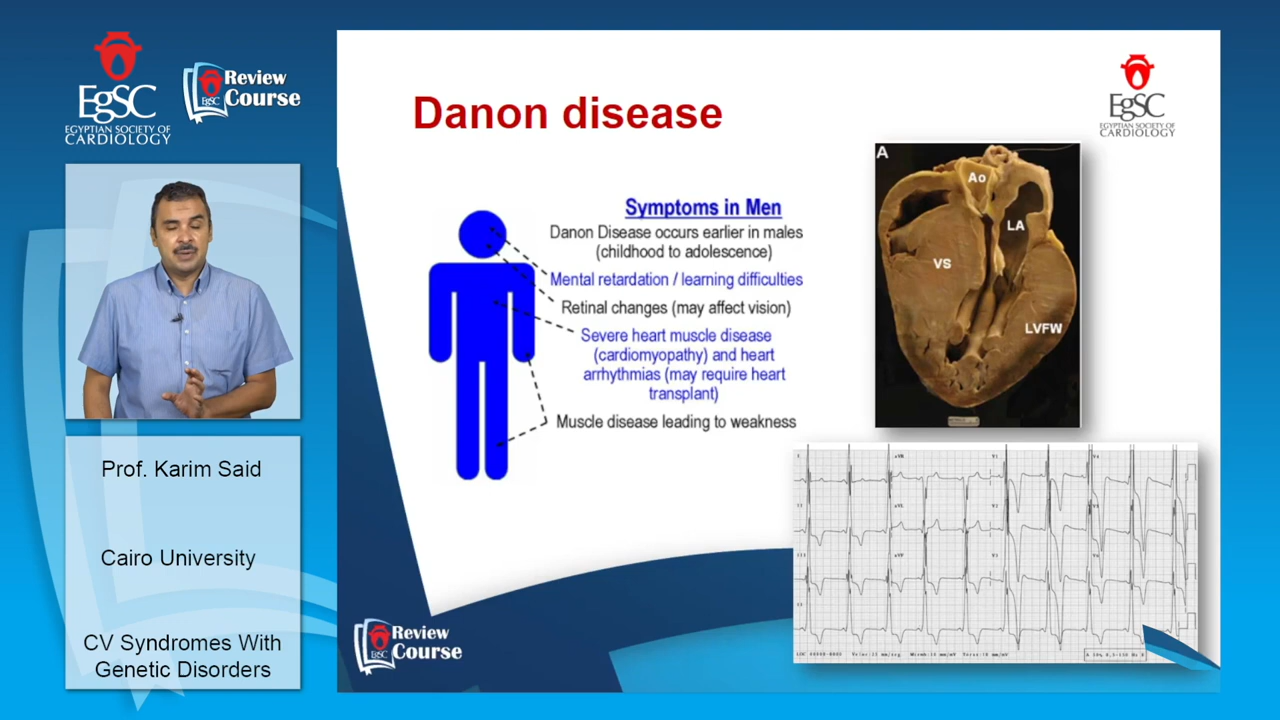 EgSC
EGYPTIAN SOCIETY OF
CARDIOLOGY
Review
Course
EgSC
Danon disease
EgSC
EGYPTIAN SOCIETY OF
CARDIOLOGY
Symptoms in Men
Danon Disease occurs earlier in males
(childhood to adolescence)
Mental retardation / learning difficulties
Retinal changes (may affect vision)
Severe heart muscle disease
(cardiomyopathy) and heart
arrhythmias (may require heart
transplant)
Muscle disease leading to weakness
A
Ao
LA
VS
LVFW
aVR
V1
aVL
V2
aVF
Prof. Karim Said
Cairo University
CV Syndromes With
Genetic Disorders
Review
Course
EgSC